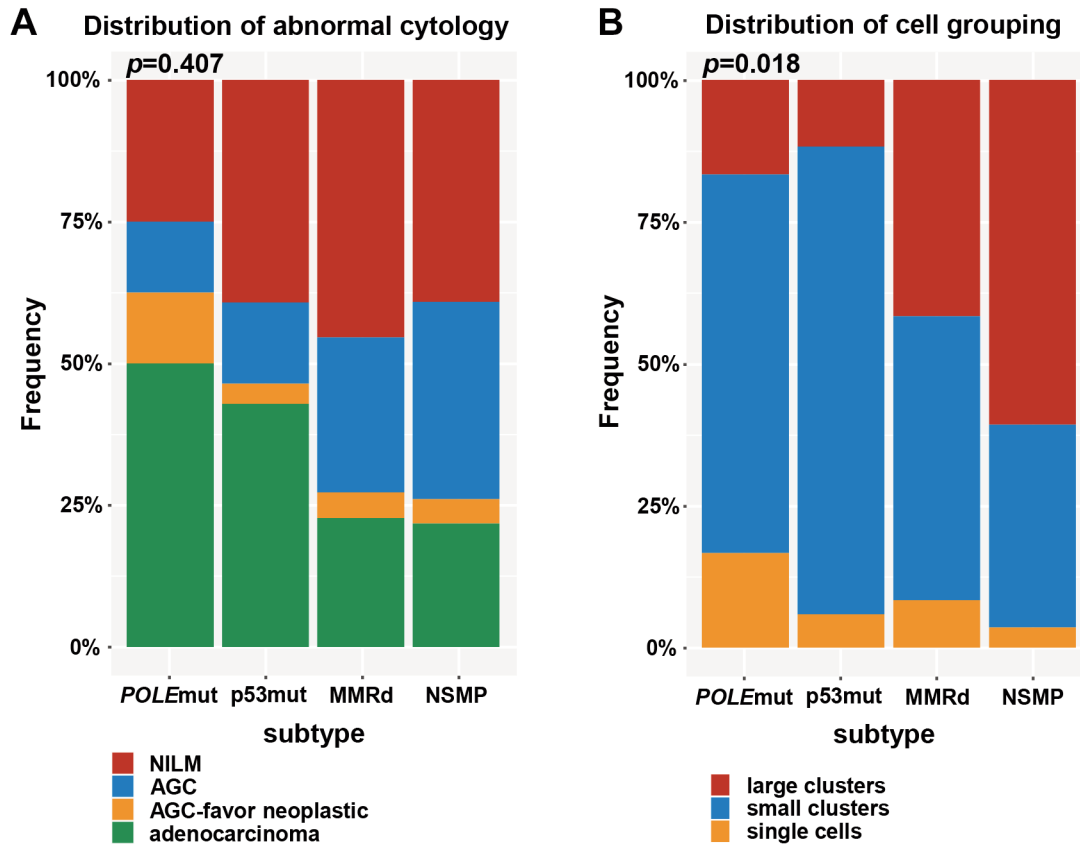 A
Distribution of abnormal cytology
p=0.407
100%
75%
50%
25%
0%
Frequency
POLEmut p53mut MMRd NSMP
subtype
NILM
AGC
AGC-favor neoplastic
adenocarcinoma
B
Distribution of cell grouping
p=0.018
100%
75%
50%
25%
0%
Frequency
POLEmut p53mut MMRd NSMP
subtype
large clusters
small clusters
single cells